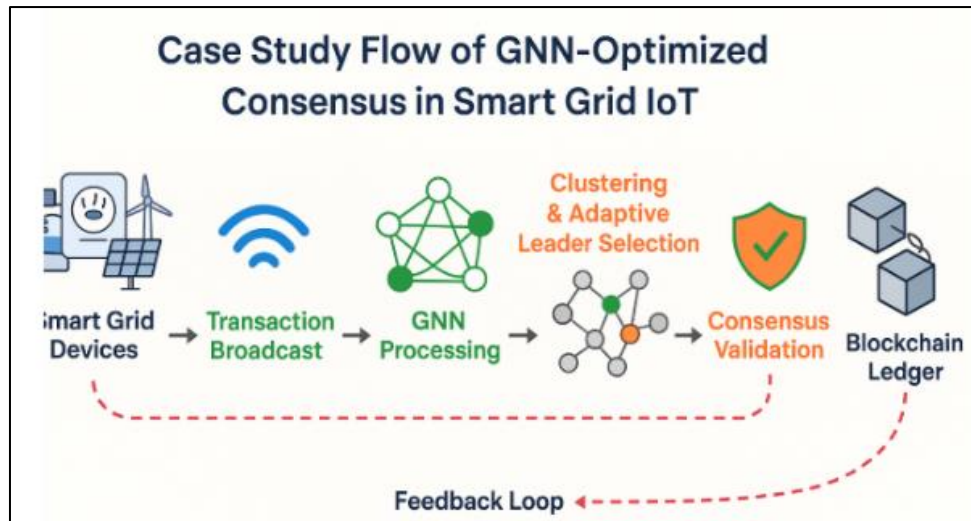 Case Study Flow of GNN-Optimized
Consensus in Smart Grid IoT
Clustering
& Adaptive
Leader Selection
Smart Grid
Devices
Transaction
Broadcast
GNN
Processing
Consensus
Validation
Blockchain
Ledger
Feedback Loop